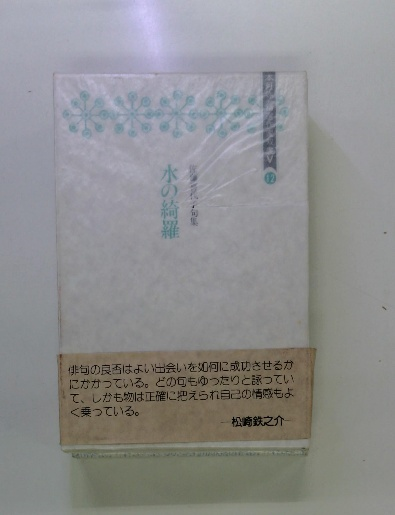 ⑫
句集
水の綺羅
俳句の良否はよい出会いを如何に成功させるか
にかかっている。どの句もゆったりと詠ってい
て、しかも物は正確に把えられ自己の情感もよ
く乗っている。
—松崎鉄之介—